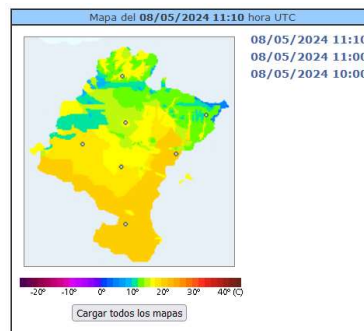 Mapa del 08/05/2024 11:10 hora UTC
08/05/2024 11:10
08/05/2024 11:00
08/05/2024 10:00
-20° -10° 0° 10° 20° 30° 40° (C)
Cargar todos los mapas